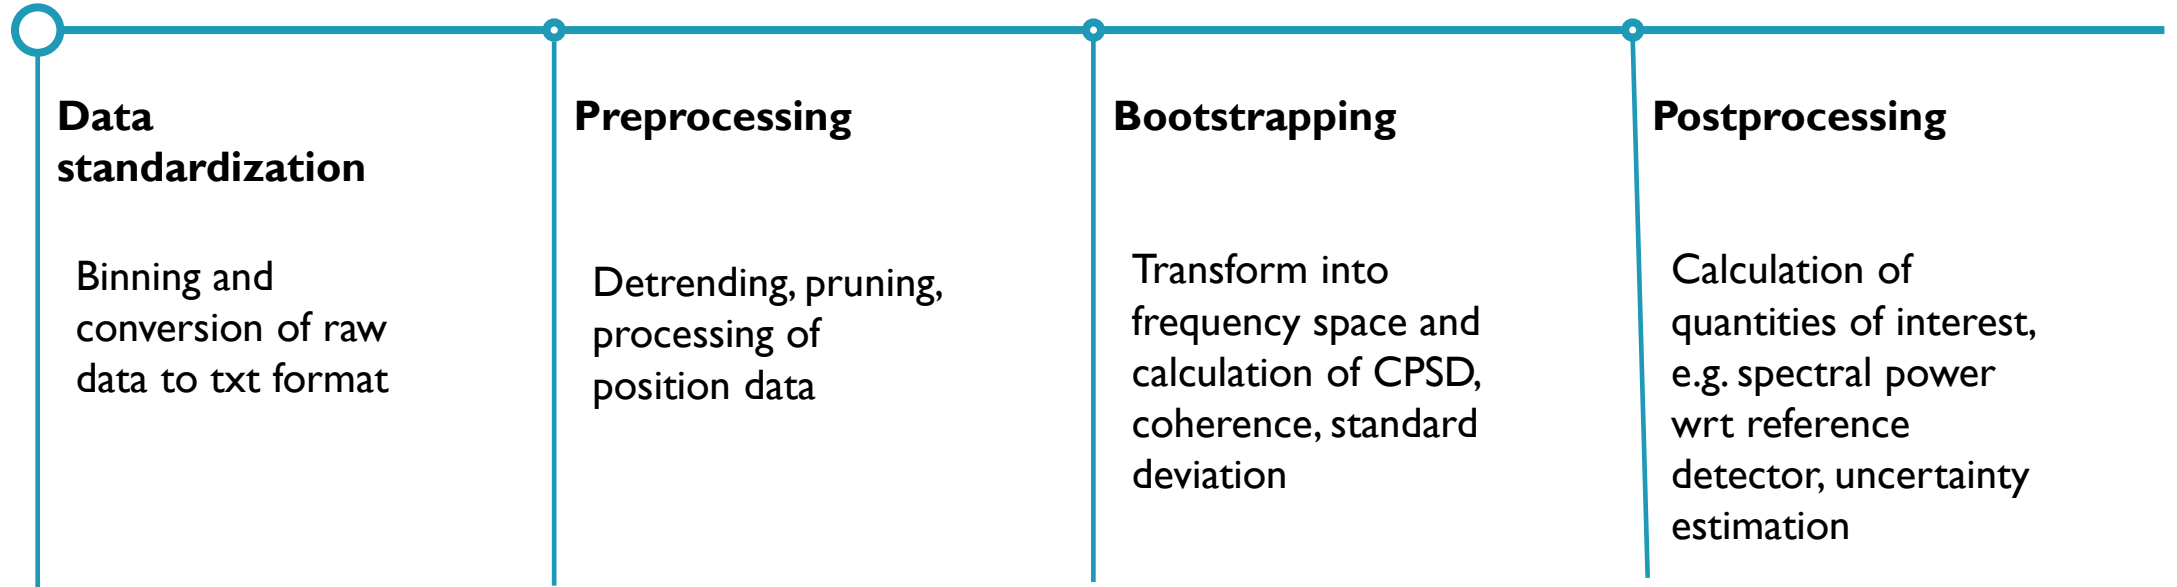 Data
standardization
Binning and
conversion of raw
data to txt format
Preprocessing
Detrending, pruning,
processing of
position data
Bootstrapping
Transform into
frequency space and
calculation of CPSD,
coherence, standard
deviation
Postprocessing
Calculation of
quantities of interest,
e.g. spectral power
wrt reference
detector, uncertainty
estimation